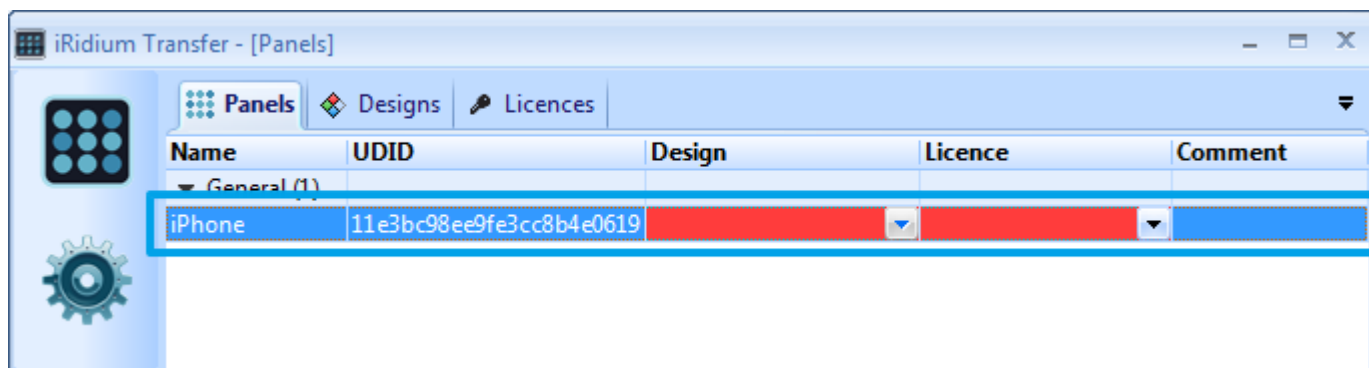 iRidium Transfer - [Panels]
Panels Designs Licences
Name UDID Design Licence Comment
General (1)
iPhone 11e3bc98ee9fe3cc8b4e0619